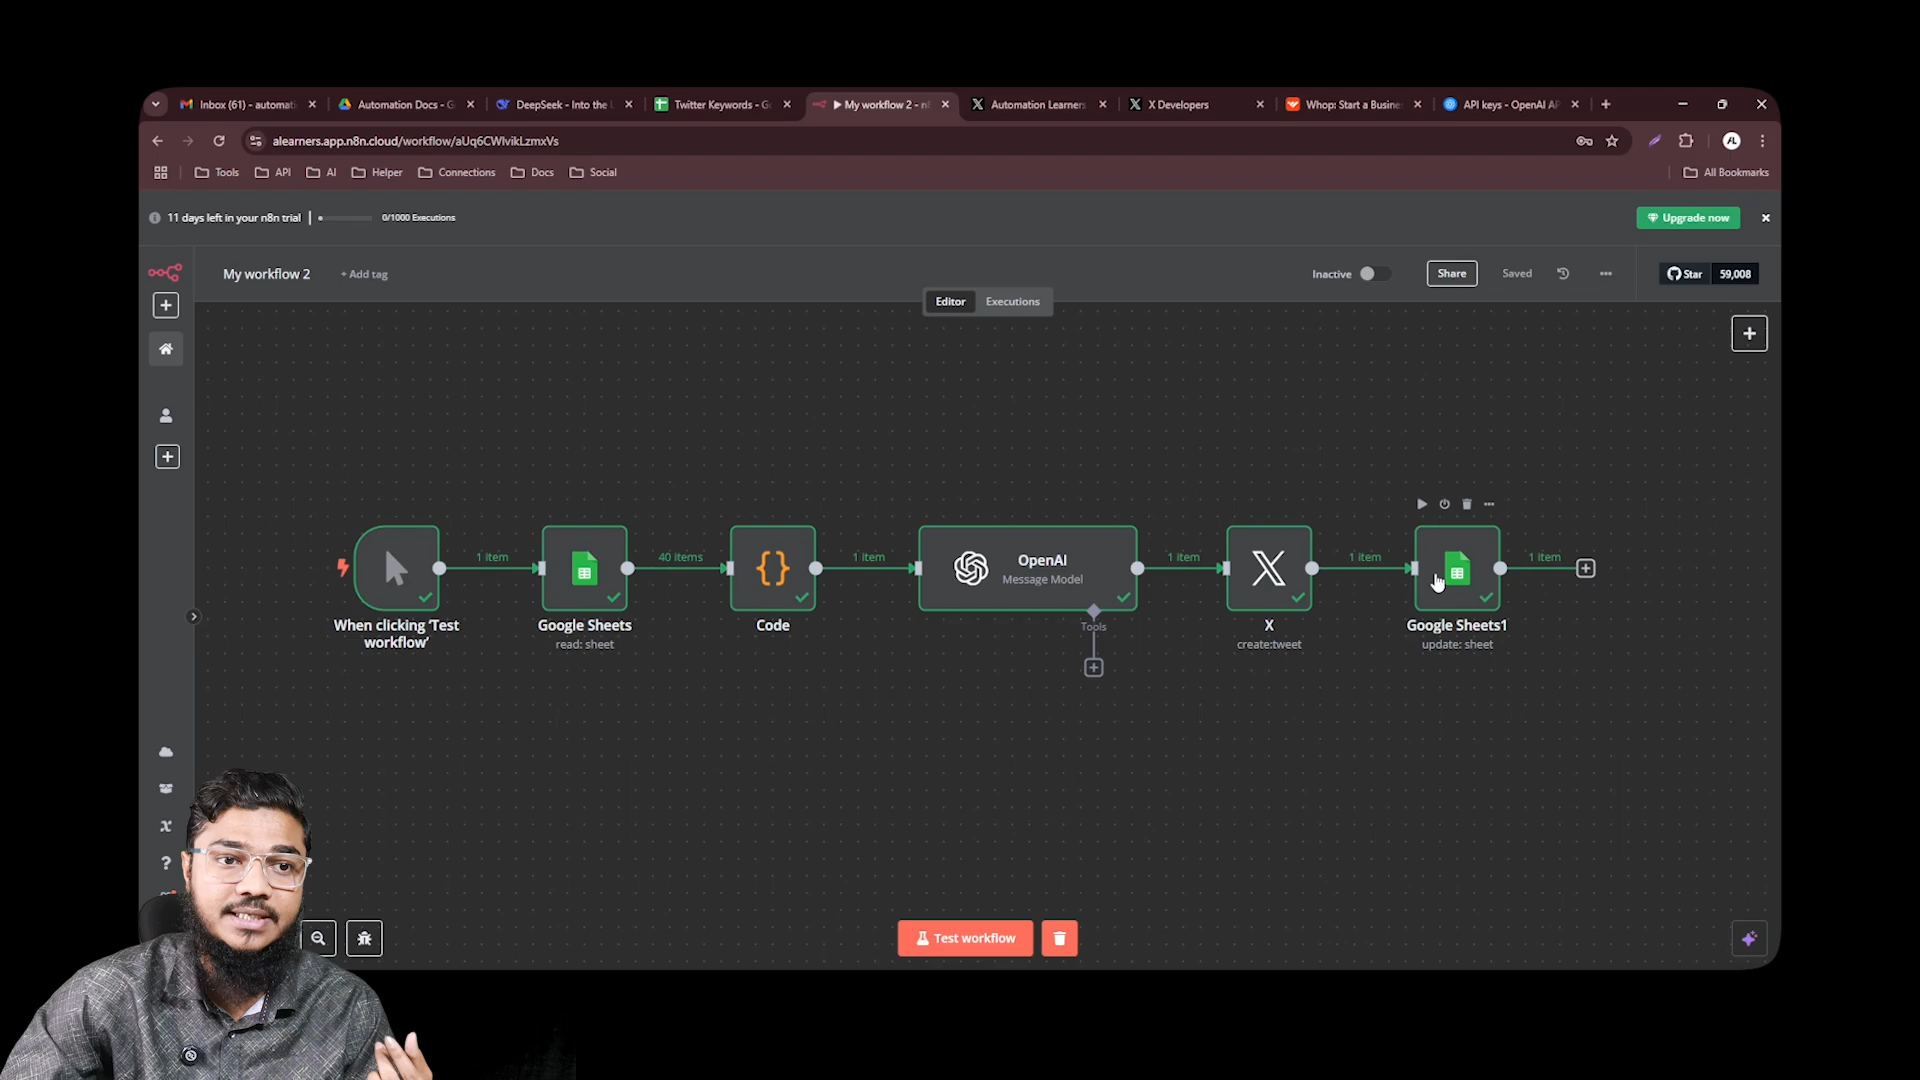 Inbox (61) - automati
Automation Docs - G
DeepSeek - Into the
Twitter Keywords - Go
My workflow 2 - n8
Automation Learners
X Developers
Whop: Start a Busine
API keys - OpenAI AP
alearners.app.n8n.cloud/workflow/aUq6CWIvikLzmxVs
Tools
API
AI
Helper
Connections
Docs
Social
All Bookmarks
11 days left in your n8n trial
0/1000 Executions
Upgrade now
My workflow 2
+ Add tag
Inactive
Share
Saved
Star
59,008
Editor
Executions
1 item
40 items
1 item
OpenAI
Message Model
1 item
1 item
1 item
When clicking ‘Test
workflow’
Google Sheets
read: sheet
Code
Tools
X
create:tweet
Google Sheets1
update: sheet
Test workflow